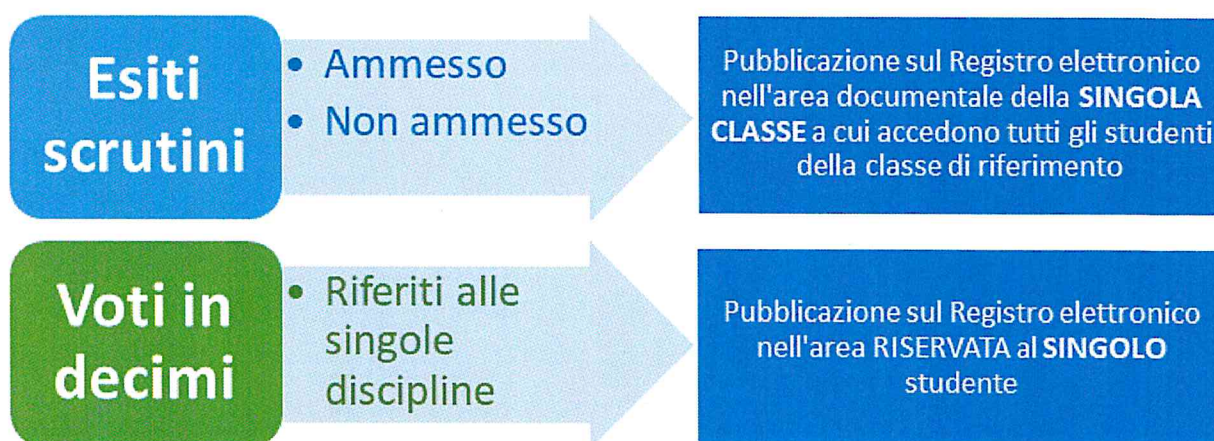 Esiti
scrutini
• Ammesso
• Non ammesso
Pubblicazione sul Registro elettronico
nell'area documentale della SINGOLA
CLASSE a cui accedono tutti gli studenti
della classe di riferimento
Voti in
decimi
• Riferiti alle
singole
discipline
Pubblicazione sul Registro elettronico
nell'area RISERVATA al SINGOLO
studente